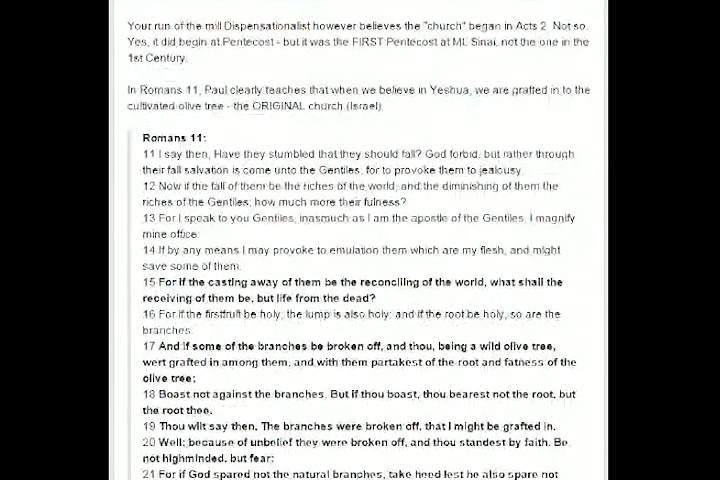 Your run of the mill Dispensationalist however believes the "church" began in Acts 2. Not so.
Yes, it did begin at Pentecost - but it was the FIRST Pentecost at Mt. Sinai, not the one in the
1st Century.
In Romans 11, Paul clearly teaches that when we believe in Yeshua, we are grafted in to the
cultivated olive tree - the ORIGINAL church (Israel).
Romans 11:
11 I say then, Have they stumbled that they should fall? God forbid: but rather through
their fall salvation is come unto the Gentiles, for to provoke them to jealousy.
12 Now if the fall of them be the riches of the world, and the diminishing of them the
riches of the Gentiles; how much more their fulness?
13 For I speak to you Gentiles, inasmuch as I am the apostle of the Gentiles, I magnify
mine office:
14 If by any means I may provoke to emulation them which are my flesh, and might
save some of them.
15 For if the casting away of them be the reconciling of the world, what shall the
receiving of them be, but life from the dead?
16 For if the firstfruit be holy, the lump is also holy: and if the root be holy, so are the
branches.
17 And if some of the branches be broken off, and thou, being a wild olive tree,
wert grafted in among them, and with them partakest of the root and fatness of the
olive tree;
18 Boast not against the branches. But if thou boast, thou bearest not the root, but
the root thee.
19 Thou wilt say then, The branches were broken off, that I might be grafted in.
20 Well; because of unbelief they were broken off, and thou standest by faith. Be
not highminded, but fear:
21 For if God spared not the natural branches, take heed lest he also spare not